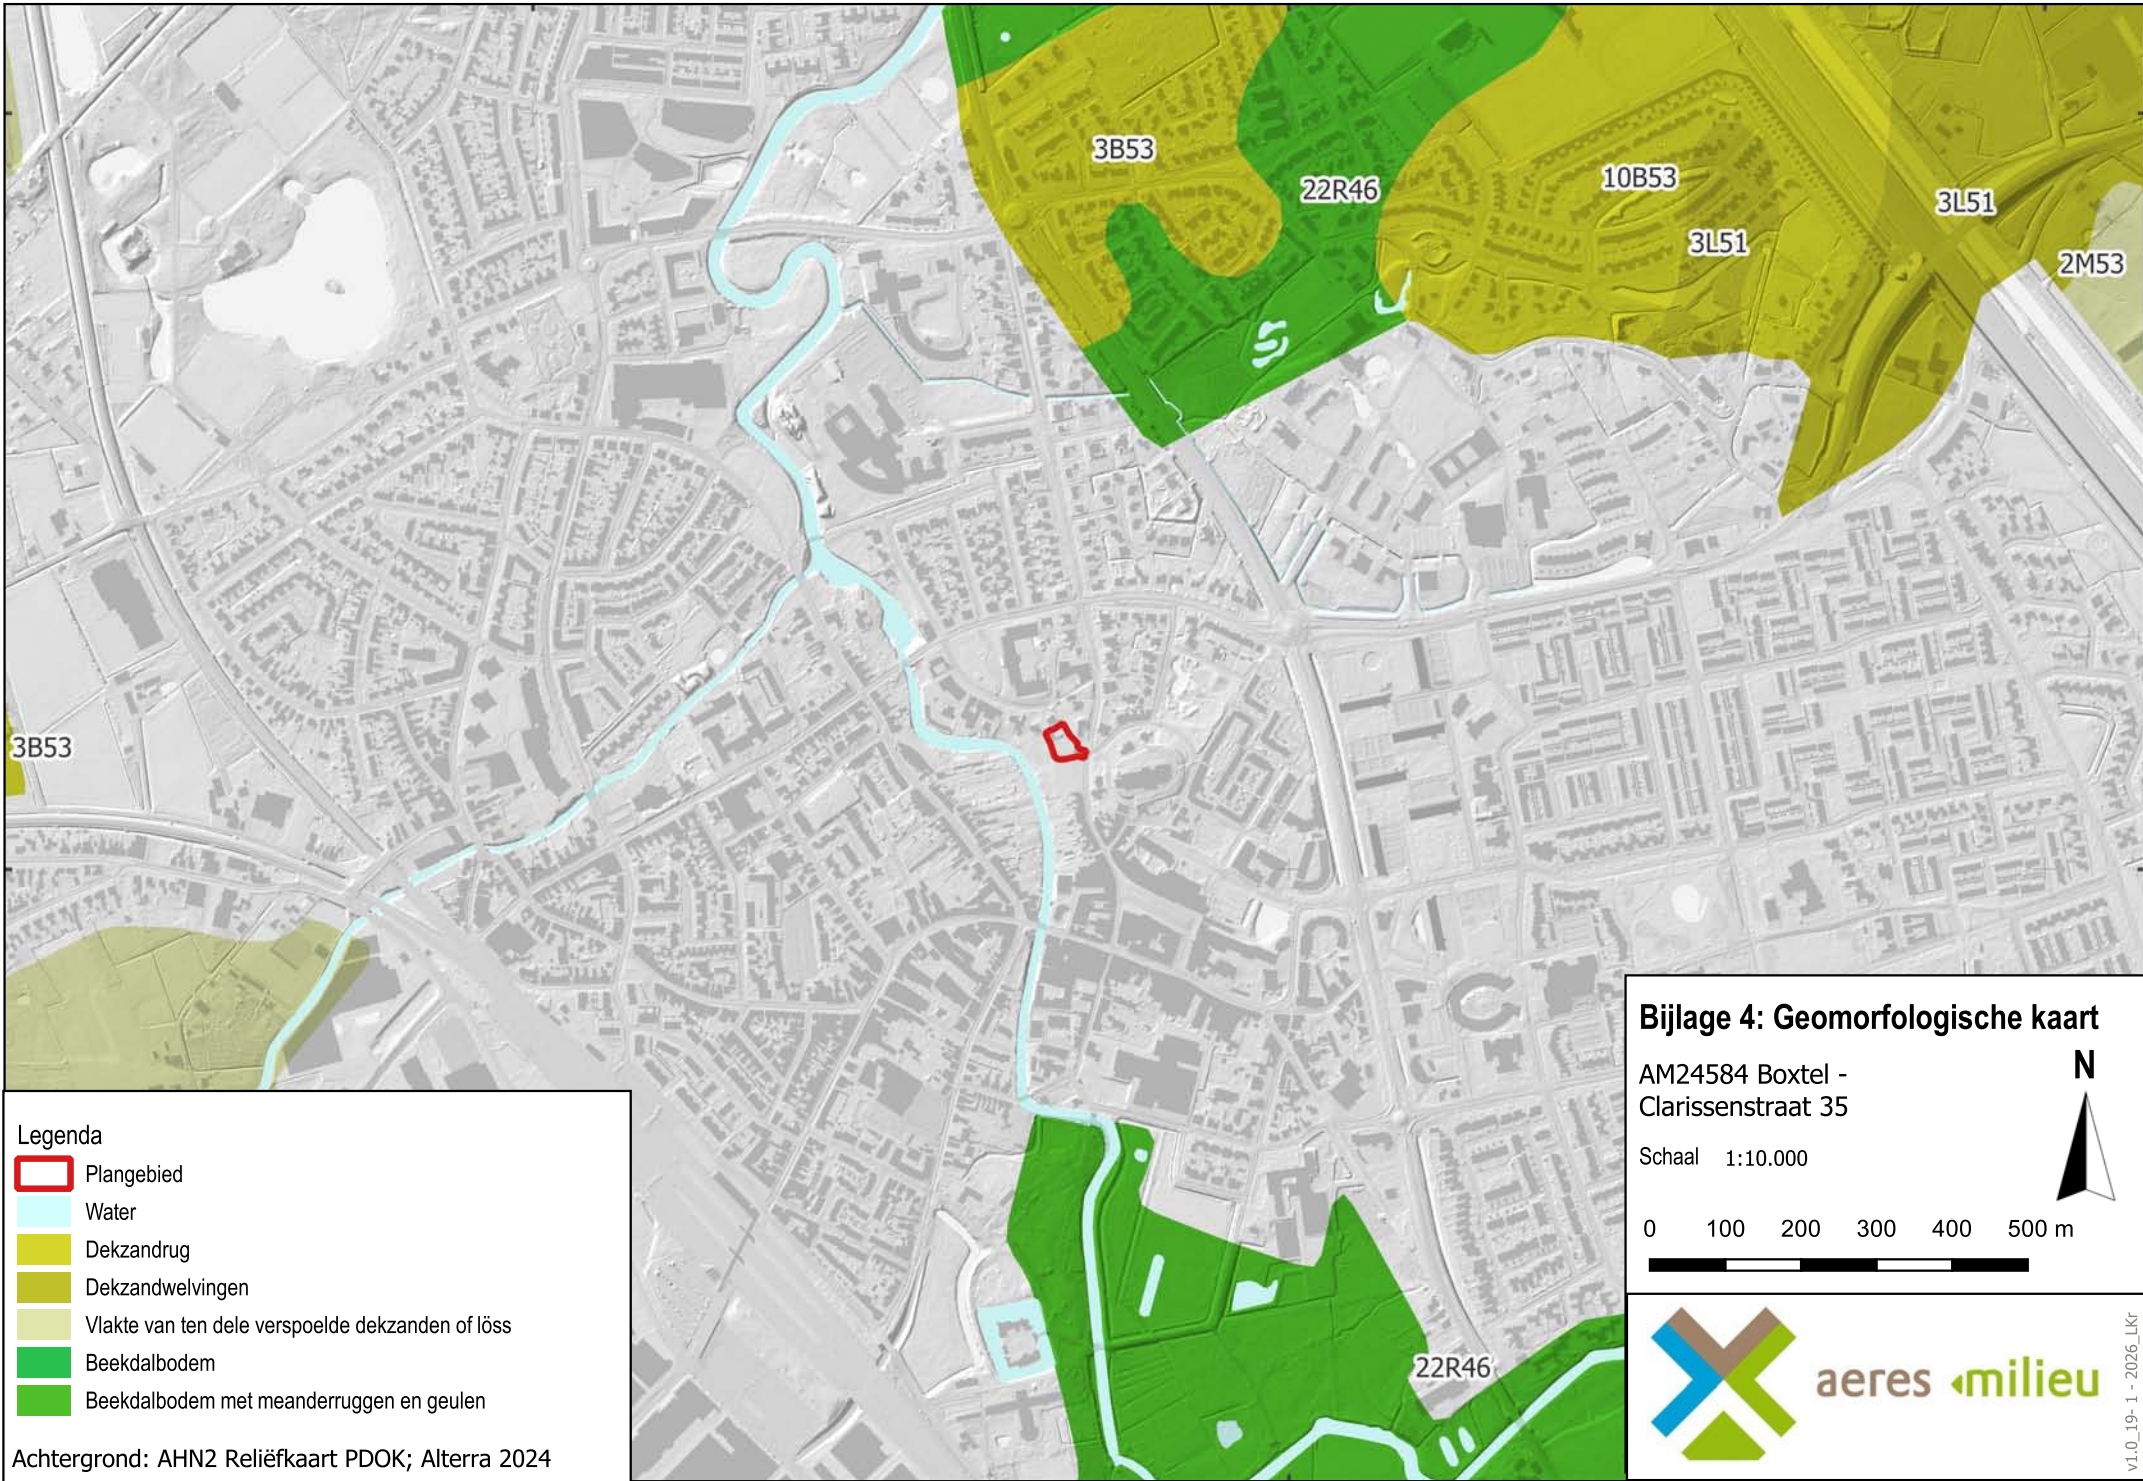 3B53
22R46
10B53
3L51
3L51
2M53
3B53
22R46
Legenda
Plangebied
Water
Dekzandrug
Dekzandwelvingen
Vlakte van ten dele verspoelde dekzanden of löss
Beekdalbodem
Beekdalbodem met meanderruggen en geulen
Achtergrond: AHN2 Reliëfkaart PDOK; Alterra 2024
Bijlage 4: Geomorfologische kaart
AM24584 Boxtel -
Clarissenstraat 35
N
Schaal 1:10.000
0 100 200 300 400 500 m
aeres milieu
v1.0_19- 1 - 2026_LKr